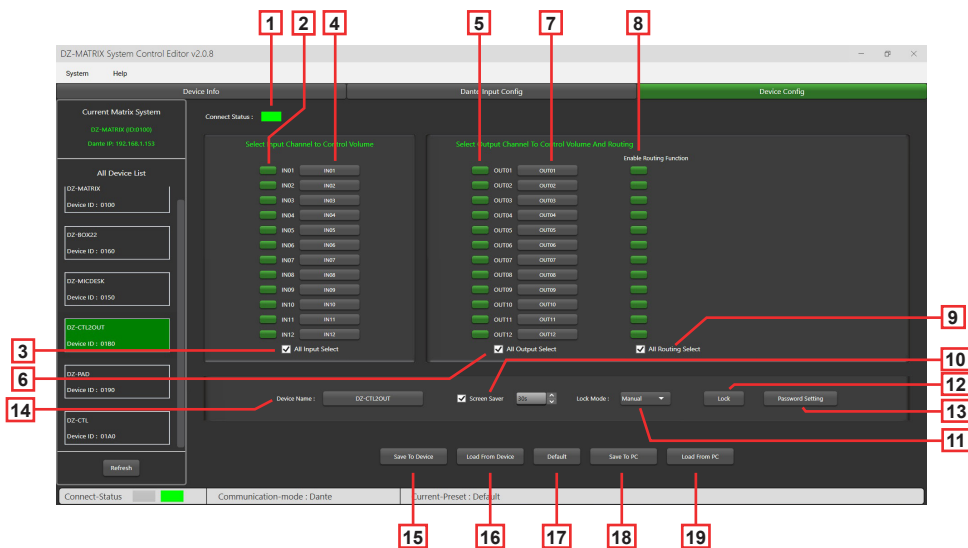 1 2 4 5 7 8
DZ-MATRIX System Control Editor v2.0.8
System Help
Device Info Dante Input Config Device Config
Current Matrix System
DZ-MATRIX (ID:0100)
Dante IP: 192.168.1.153
Connect Status :
Select Input Channel to Control Volume Select Output Channel To Control Volume And Routing
Enable Routing Function
All Device List
DZ-MATRIX
Device ID : 0100
DZ-BOX22
Device ID : 0160
DZ-MICDESK
Device ID : 0150
DZ-CTL2OUT
Device ID : 0180
DZ-PAD
Device ID : 0190
DZ-CTL
Device ID : 01A0
Refresh
IN01 IN01 OUT01 OUT01
IN02 IN02 OUT02 OUT02
IN03 IN03 OUT03 OUT03
IN04 IN04 OUT04 OUT04
IN05 IN05 OUT05 OUT05
IN06 IN06 OUT06 OUT06
IN07 IN07 OUT07 OUT07
IN08 IN08 OUT08 OUT08
IN09 IN09 OUT09 OUT09
IN10 IN10 OUT10 OUT10
IN11 IN11 OUT11 OUT11
IN12 IN12 OUT12 OUT12
All Input Select All Output Select All Routing Select
3 9
6 10
Device Name : DZ-CTL2OUT Screen Saver 30s Lock Mode : Manual Lock Password Setting
14 12
13
11
Save To Device Load From Device Default Save To PC Load From PC
Connect-Status Communication-mode : Dante Current-Preset : Default
15 16 17 18 19